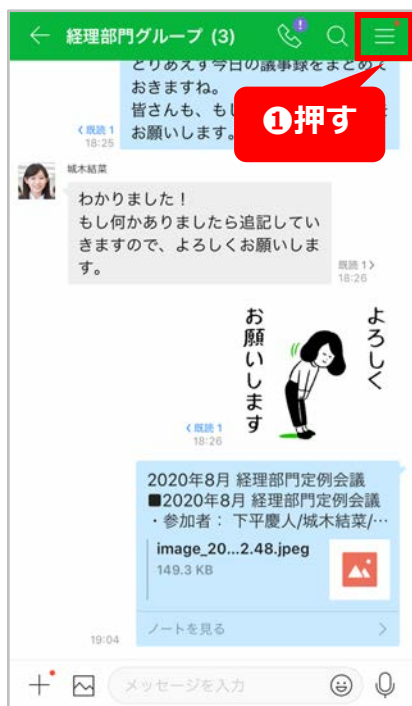 経理部門グループ (3)
❶押す
とりあえず今日の議事録をまとめて
おきますね。
皆さんも、もし
お願いします。
<既読 1
18:25
城木結菜
わかりました！
もし何かありましたら追記してい
きますので、よろしくお願いしま
す。
既読 1>
18:26
よろしく
お願いします
<既読 1
18:26
2020年8月 経理部門定例会議
■2020年8月 経理部門定例会議
・参加者： 下平慶人/城木結菜/…
image_20...2.48.jpeg
149.3 KB
ノートを見る
19:04
メッセージを入力